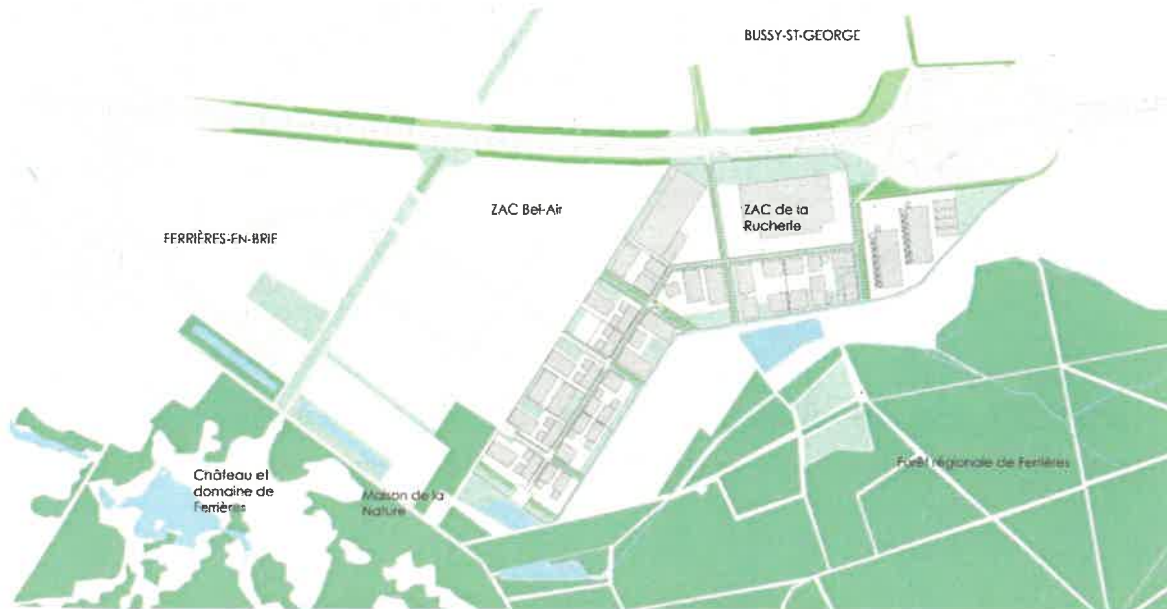 BUSSY-ST-GEORGE
ZAC Bel-Air
ZAC de la
Rucherie
FERRIÈRES-EN-BRIE
Château et
domaine de
Ferrières
Maison de la
Nature
Forêt régionale de Ferrières